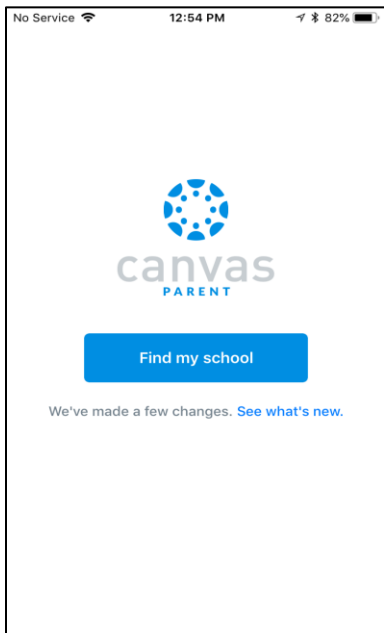 No Service 12:54 PM 82%
canvas
PARENT
Find my school
We've made a few changes. See what's new.